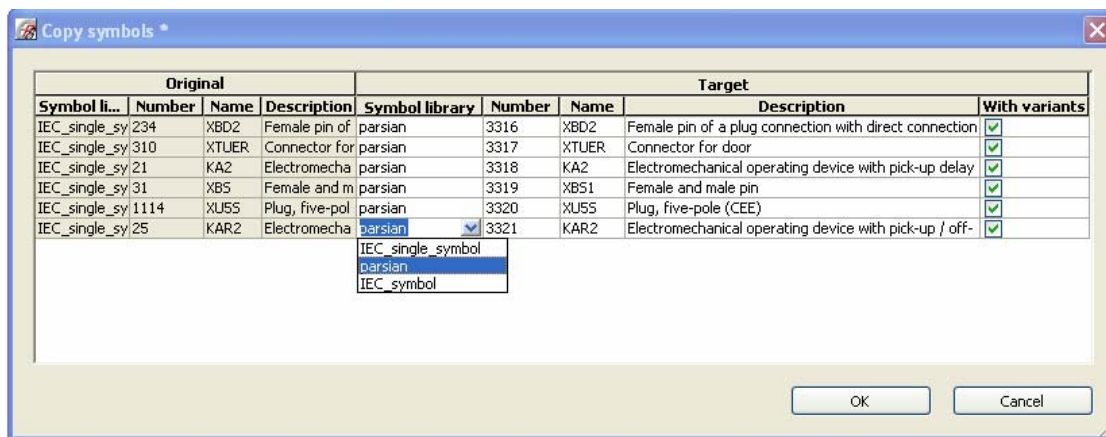 Copy symbols *
Original Target
Symbol li... Number Name Description Symbol library Number Name Description With variants
IEC_single_sy 234 XBD2 Female pin of parsian 3316 XBD2 Female pin of a plug connection with direct connection
IEC_single_sy 310 XTUER Connector for parsian 3317 XTUER Connector for door
IEC_single_sy 21 KA2 Electromecha parsian 3318 KA2 Electromechanical operating device with pick-up delay
IEC_single_sy 31 XBS Female and m parsian 3319 XBS1 Female and male pin
IEC_single_sy 1114 XU5S Plug, five-pol parsian 3320 XU5S Plug, five-pole (CEE)
IEC_single_sy 25 KAR2 Electromecha parsian 3321 KAR2 Electromechanical operating device with pick-up / off-
IEC_single_symbol
parsian
IEC_symbol
OK Cancel